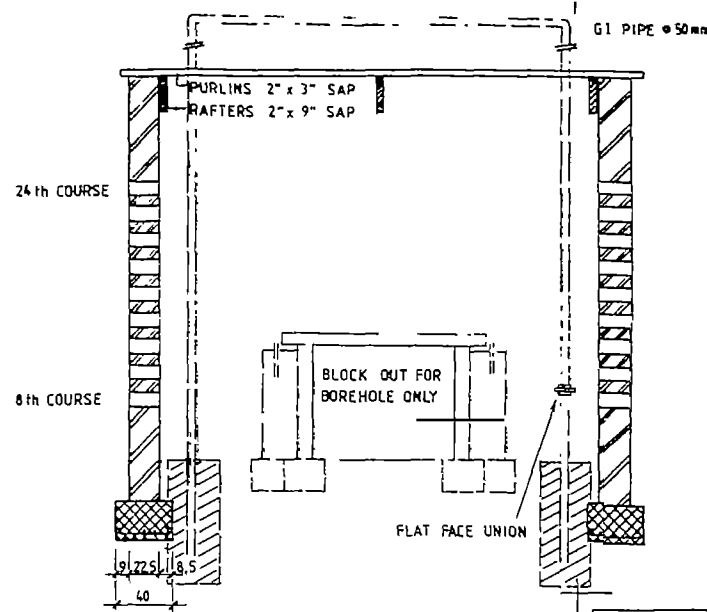 GI PIPE ⌀ 50mm
PURLINS 2" x 3" SAP
RAFTERS 2" x 9" SAP
24th COURSE
BLOCK OUT FOR
BOREHOLE ONLY
8th COURSE
FLAT FACE UNION
9 22,5 8,5
40